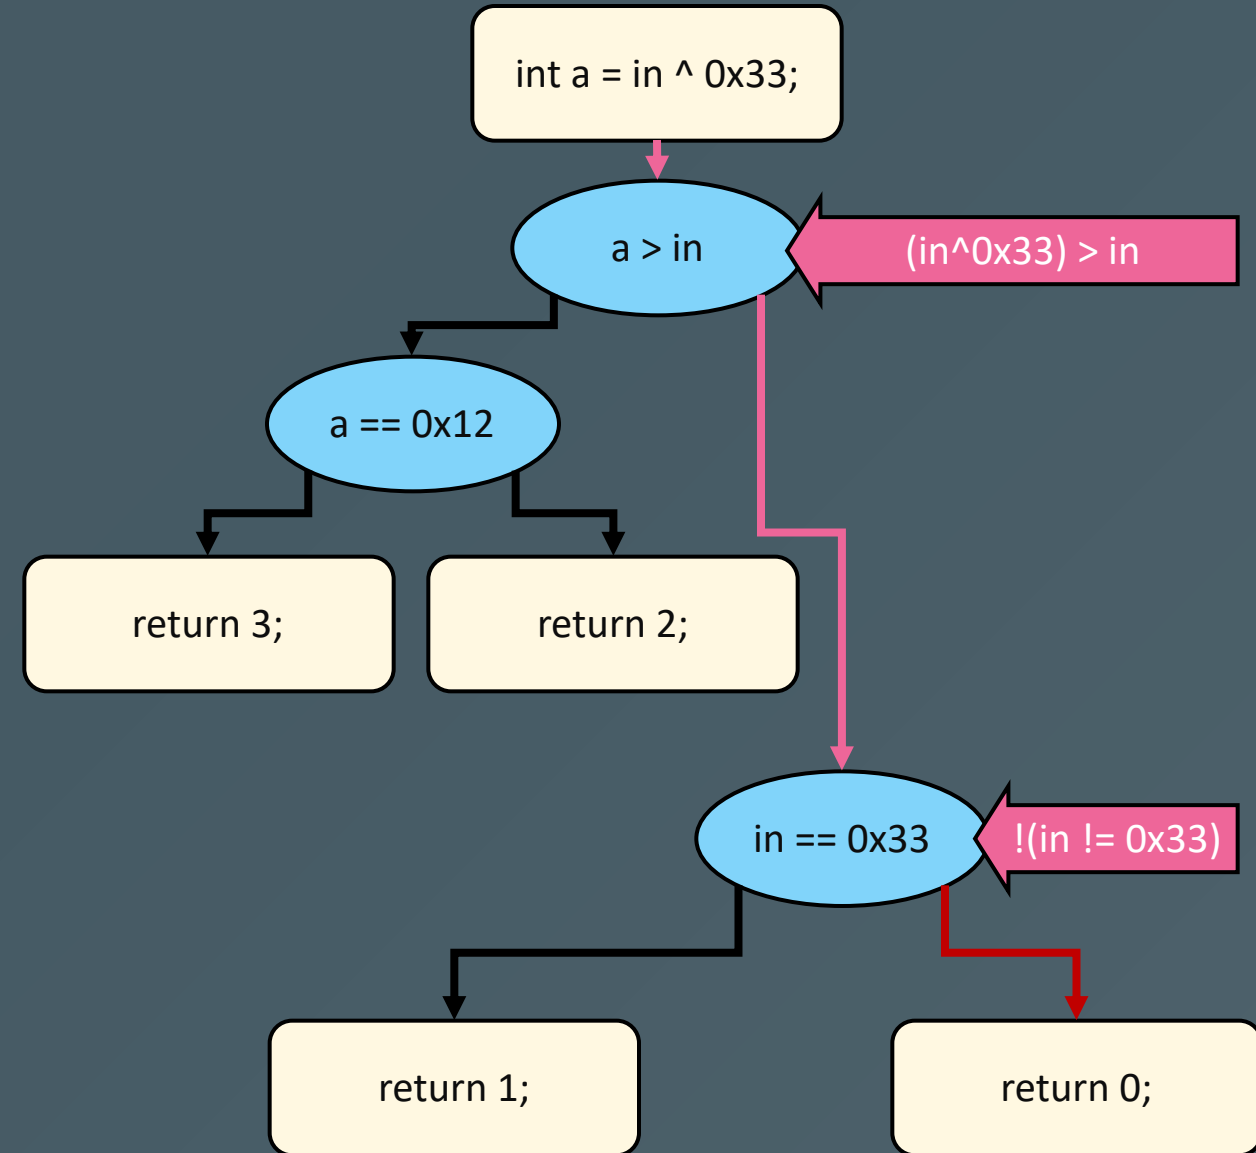 int a = in ^ 0x33;
a > in
(in^0x33) > in
a == 0x12
return 3;
return 2;
in == 0x33
!(in != 0x33)
return 1;
return 0;